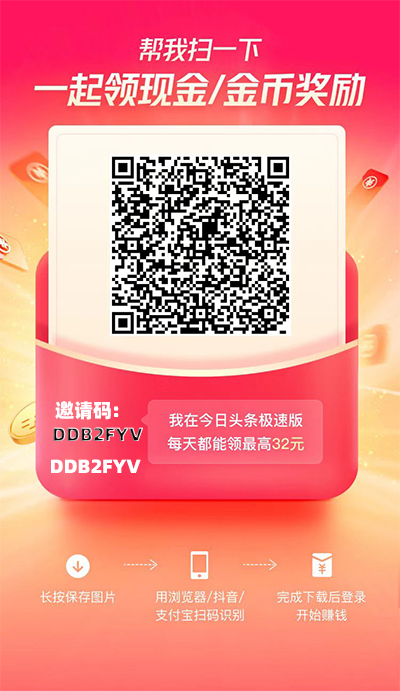 帮我扫一下
一起领现金/金币奖励
邀请码:
DDB2FYV
DDB2FYV
我在今日头条极速版
每天都能领最高32元
长按保存图片
用浏览器/抖音/
支付宝扫码识别
完成下载后登录
开始赚钱